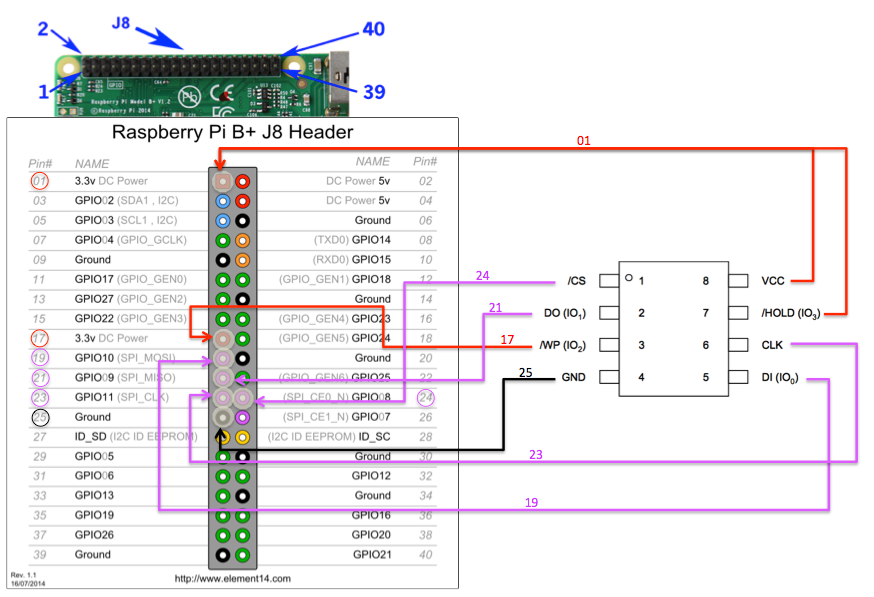 J8
2
40
1
39
GPIO
Raspberry Pi Model B+ V1.2
©Raspberry Pi 2014
Pb
CE
FC
Raspberry Pi B+ J8 Header
Pin# NAME NAME Pin#
01 3.3v DC Power DC Power 5v 02
03 GPIO02 (SDA1 , I2C) DC Power 5v 04
05 GPIO03 (SCL1 , I2C) Ground 06
07 GPIO04 (GPIO_GCLK) (TXD0) GPIO14 08
09 Ground (RXD0) GPIO15 10
11 GPIO17 (GPIO_GEN0) (GPIO_GEN1) GPIO18 12
13 GPIO27 (GPIO_GEN2) Ground 14
15 GPIO22 (GPIO_GEN3) (GPIO_GEN4) GPIO23 16
17 3.3v DC Power (GPIO_GEN5) GPIO24 18
19 GPIO10 (SPI_MOSI) Ground 20
21 GPIO09 (SPI_MISO) (GPIO_GEN6) GPIO25 22
23 GPIO11 (SPI_CLK) (SPI_CE0_N) GPIO08 24
25 Ground (SPI_CE1_N) GPIO07 26
27 ID_SD (I2C ID EEPROM) (I2C ID EEPROM) ID_SC 28
29 GPIO05 Ground 30
31 GPIO06 GPIO12 32
33 GPIO13 Ground 34
35 GPIO19 GPIO16 36
37 GPIO26 GPIO20 38
39 Ground GPIO21 40
Rev. 1.1
16/07/2014
http://www.element14.com
01
24
21
17
25
23
19
/CS 1 8 VCC
DO (IO1) 2 7 /HOLD (IO3)
/WP (IO2) 3 6 CLK
GND 4 5 DI (IO0)